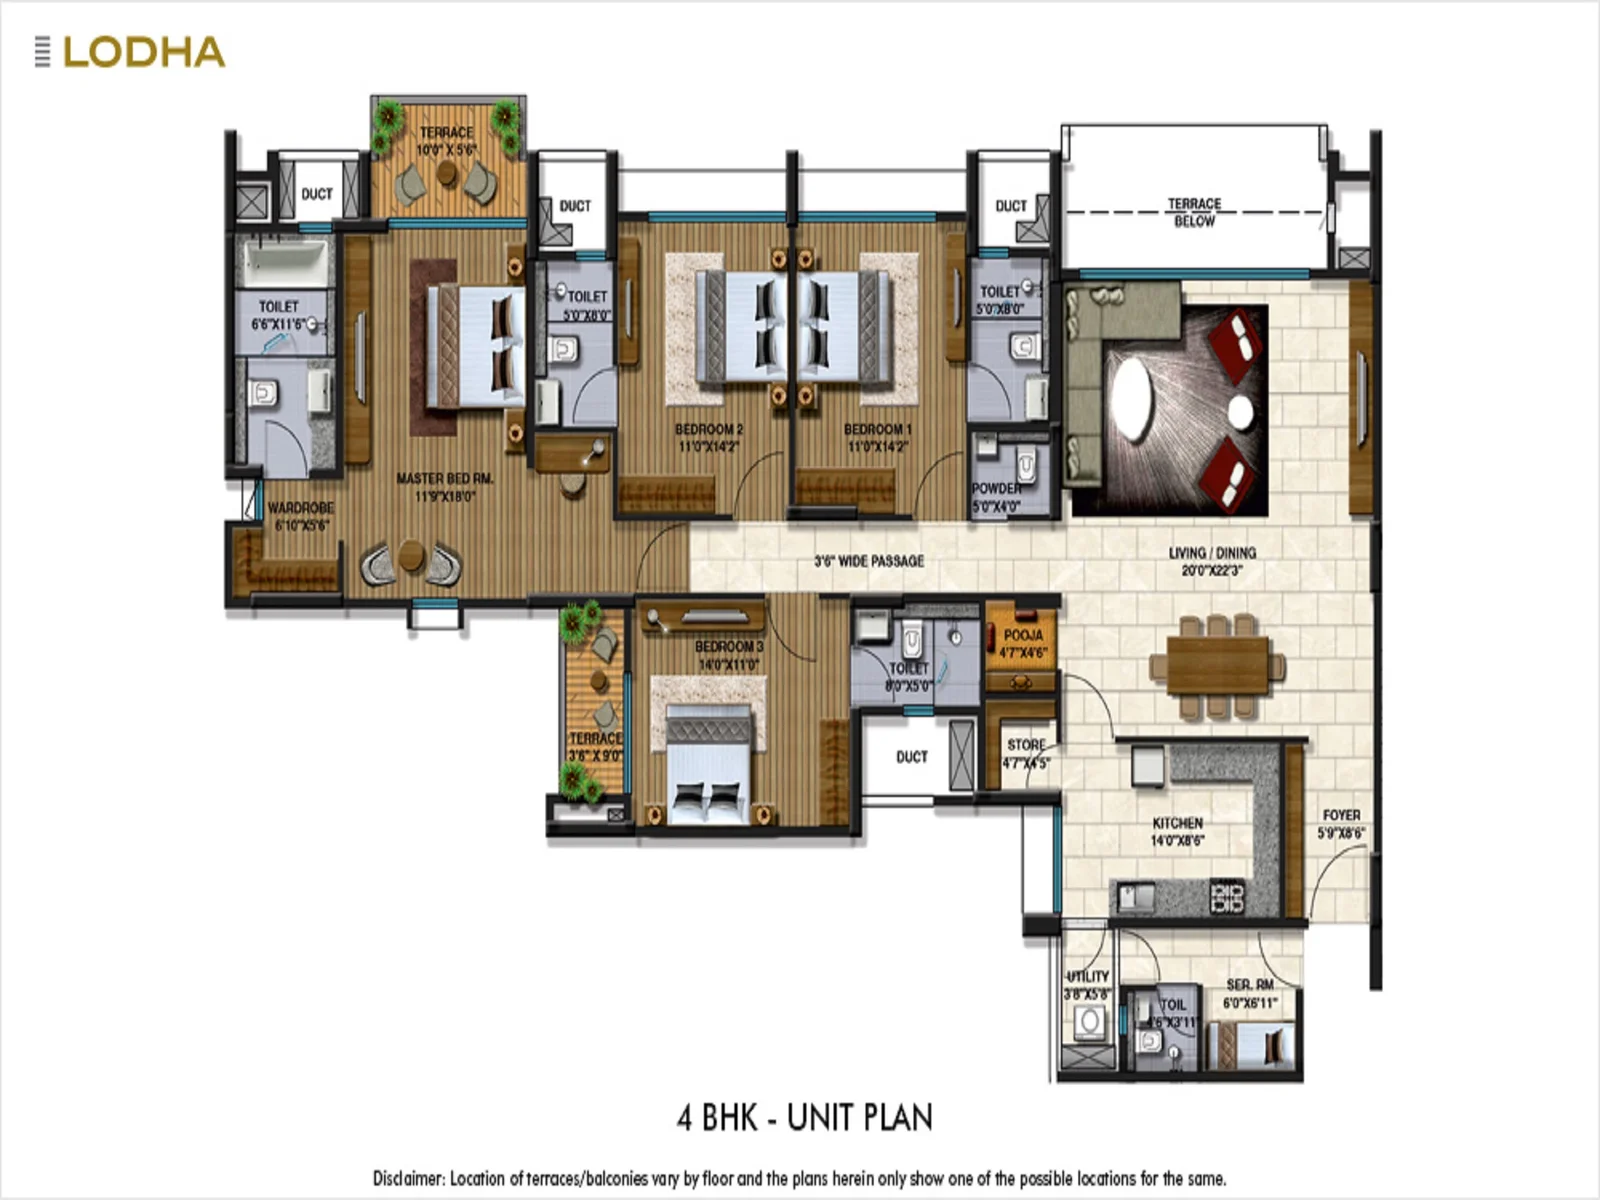 LODHA
TERRACE
10'0" X 5'6"
DUCT
DUCT
DUCT
TERRACE
BELOW
TOILET
6'6"X11'6"
TOILET
5'0"X8'0"
TOILET
5'0"X8'0"
BEDROOM 2
11'0"X14'2"
BEDROOM 1
11'0"X14'2"
MASTER BED RM.
11'9"X18'0"
POWDER
5'0"X4'0"
WARDROBE
6'10"X5'6"
3'6" WIDE PASSAGE
LIVING / DINING
20'0"X22'3"
BEDROOM 3
14'0"X11'0"
TOILET
8'0"X5'0"
POOJA
4'7"X4'6"
TERRACE
3'6" X 9'0"
DUCT
STORE
4'7"X4'5"
KITCHEN
14'0"X8'6"
FOYER
5'9"X8'6"
UTILITY
3'8"X5'8"
TOIL
4'6"X3'11"
SER. RM
6'0"X6'11"
4 BHK - UNIT PLAN
Disclaimer: Location of terraces/balconies vary by floor and the plans herein only show one of the possible locations for the same.